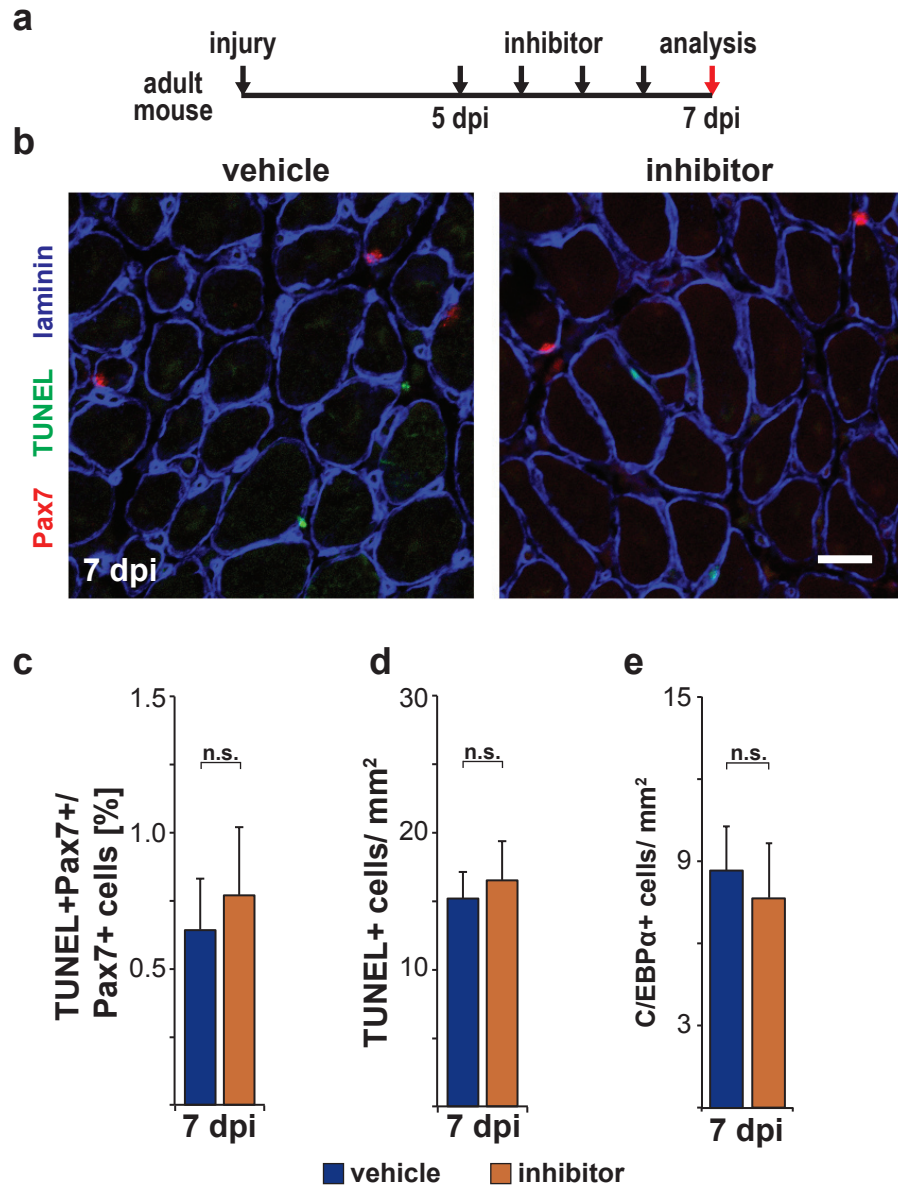 a
injury inhibitor analysis
adult
mouse
5 dpi 7 dpi
b
vehicle inhibitor
Pax7 TUNEL laminin
7 dpi
c
TUNEL+Pax7+/
Pax7+ cells [%]
1.5
1.0
0.5
n.s.
7 dpi
d
TUNEL+ cells/ mm²
30
20
10
n.s.
7 dpi
e
C/EBPα+ cells/ mm²
15
9
3
n.s.
7 dpi
vehicle inhibitor